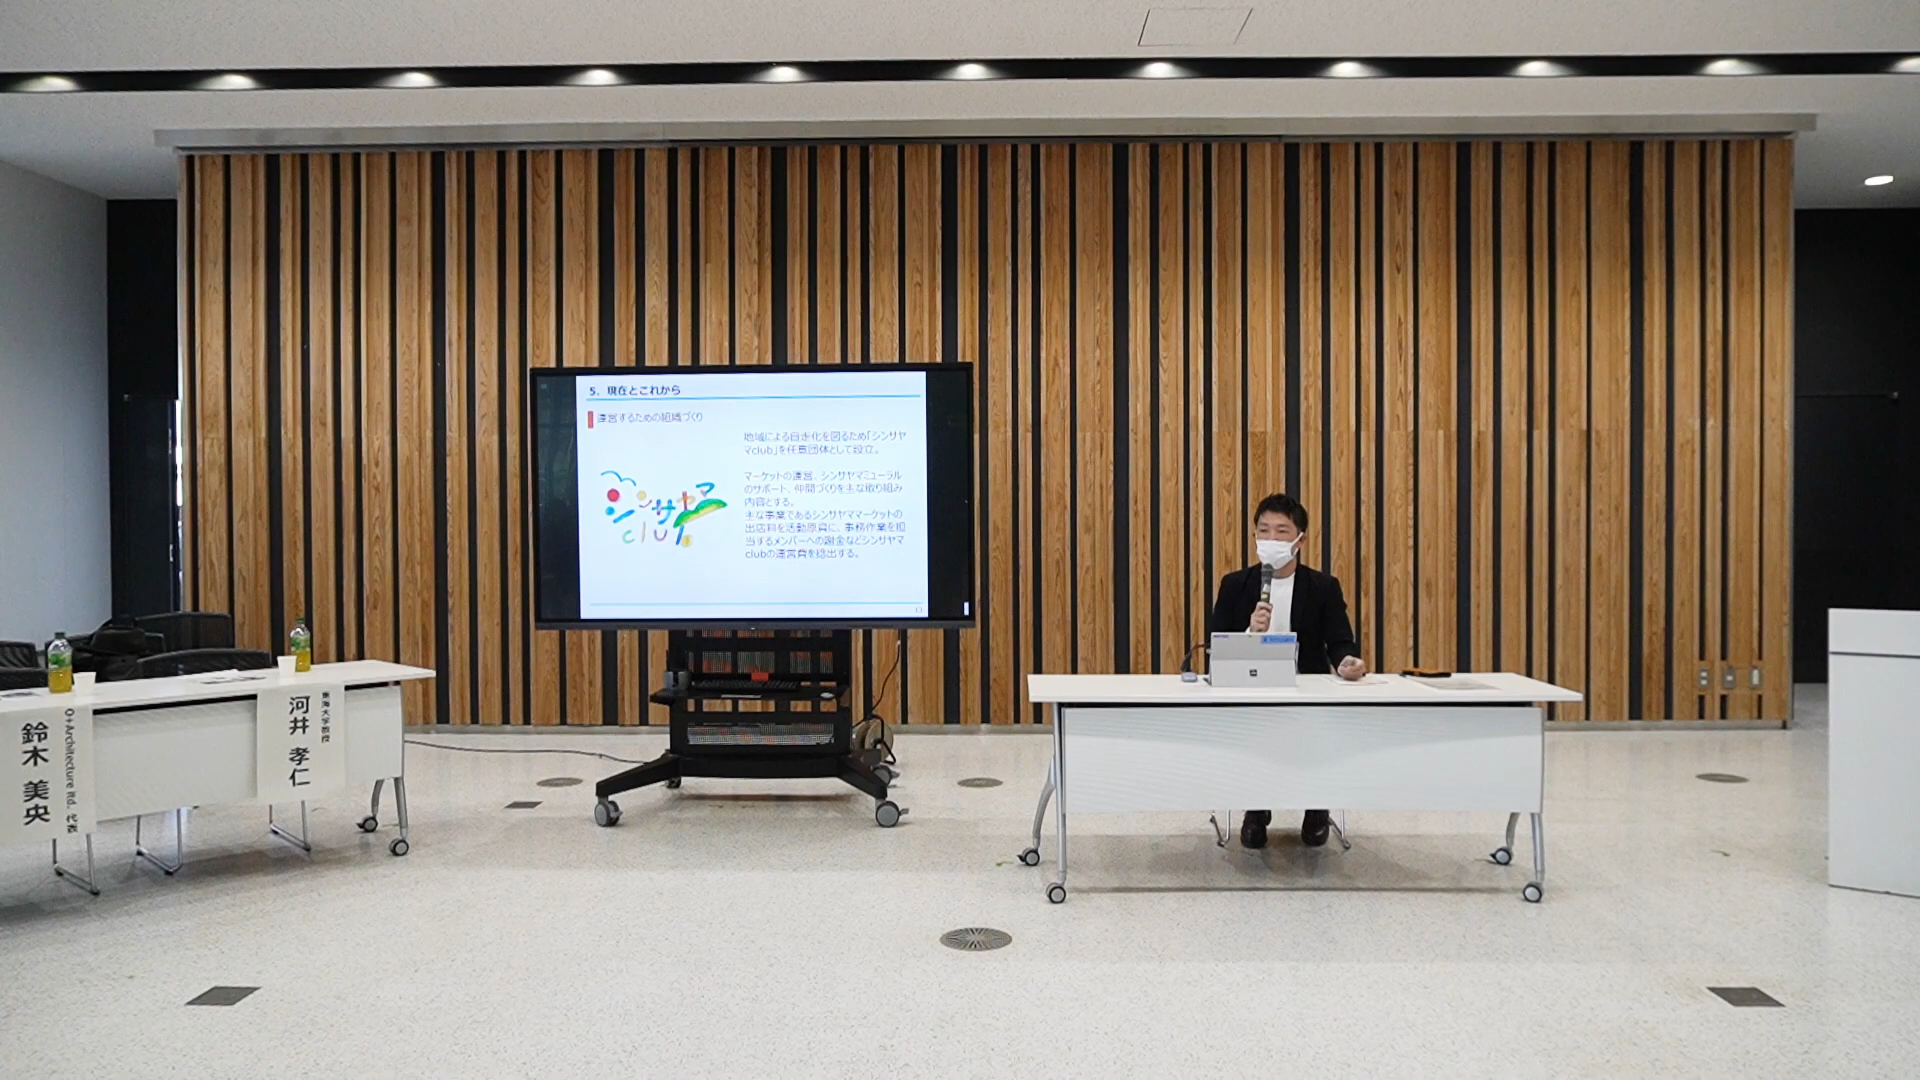 5. 現在とこれから
運営するための組織づくり
地域による自走化を図るため「シンサヤ
マclub」を任意団体として設立。
マーケットの運営、シンサヤマミューラル
のサポート、仲間づくりを主な取り組み
内容とする。
主な事業であるシンサヤママーケットの
出店料を活動原資に、事務作業を担
当するメンバーへの謝金などシンサヤマ
clubの運営費を捻出する。
シンサヤマ
club
東海大学教授
河井 孝仁
O+Architecture 代表
鈴木 美央